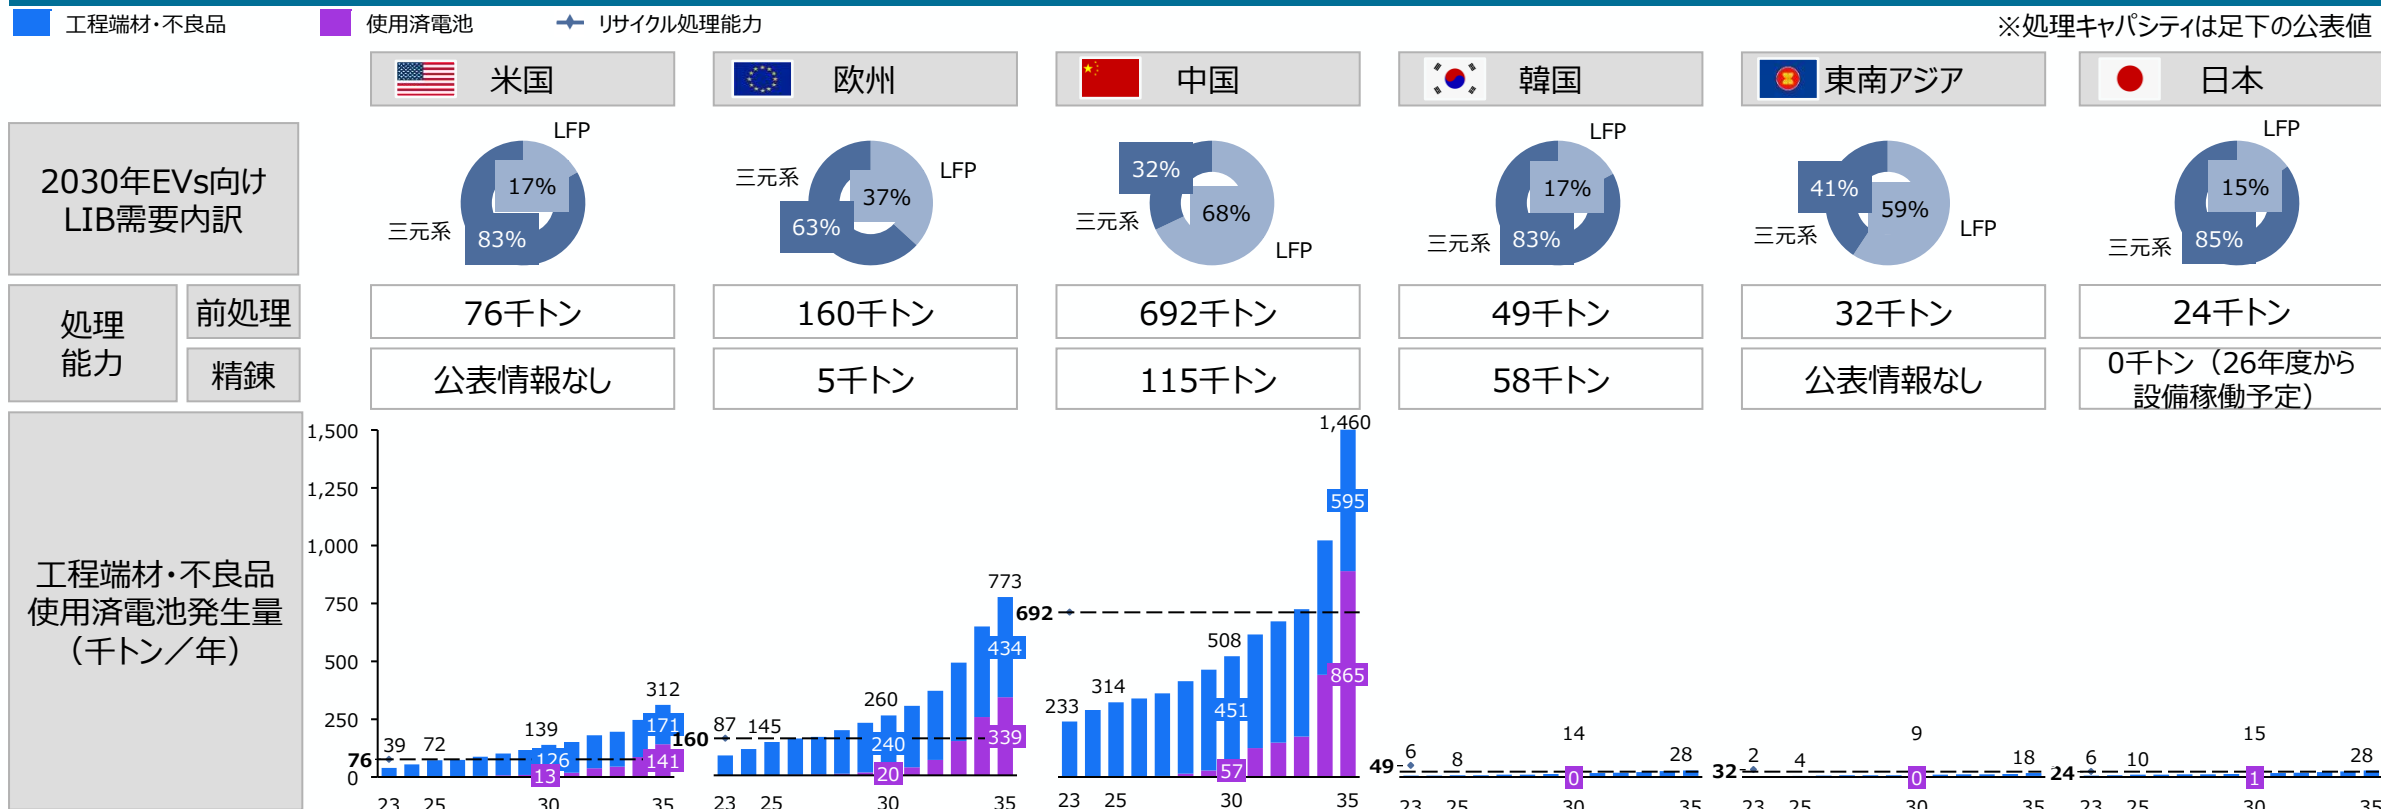 工程端材・不良品
使用済電池
リサイクル処理能力
※処理キャパシティは足下の公表値
米国
欧州
中国
韓国
東南アジア
日本
2030年EVs向け
LIB需要内訳
LFP
17%
三元系
83%
三元系
LFP
37%
63%
32%
三元系
68%
LFP
LFP
17%
三元系
83%
41%
三元系
59%
LFP
LFP
15%
三元系
85%
処理
能力
前処理
76千トン
160千トン
692千トン
49千トン
32千トン
24千トン
精錬
公表情報なし
5千トン
115千トン
58千トン
公表情報なし
0千トン（26年度から
設備稼働予定）
工程端材・不良品
使用済電池発生量
（千トン／年）
1,500
1,250
1,000
750
500
250
0
76
39
72
139
126
13
312
171
141
23 25 30 35
160
87
145
260
240
20
773
434
339
23 25 30 35
692
233
314
508
451
57
1,460
595
865
23 25 30 35
49
6
8
14
0
28
23 25 30 35
32
2
4
9
0
18
23 25 30 35
24
6
10
15
1
28
23 25 30 35